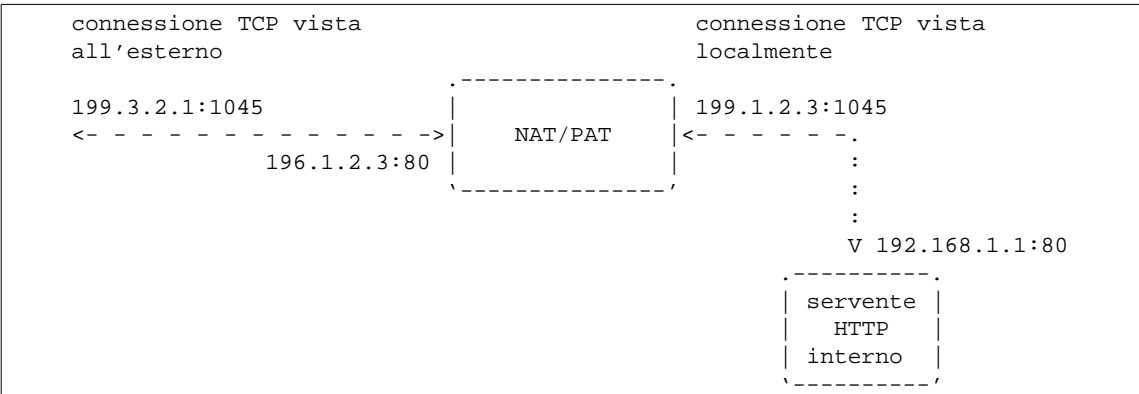 connessione TCP vista all'esterno
connessione TCP vista localmente
199.3.2.1:1045
196.1.2.3:80
NAT/PAT
199.1.2.3:1045
192.168.1.1:80
servente
HTTP
interno